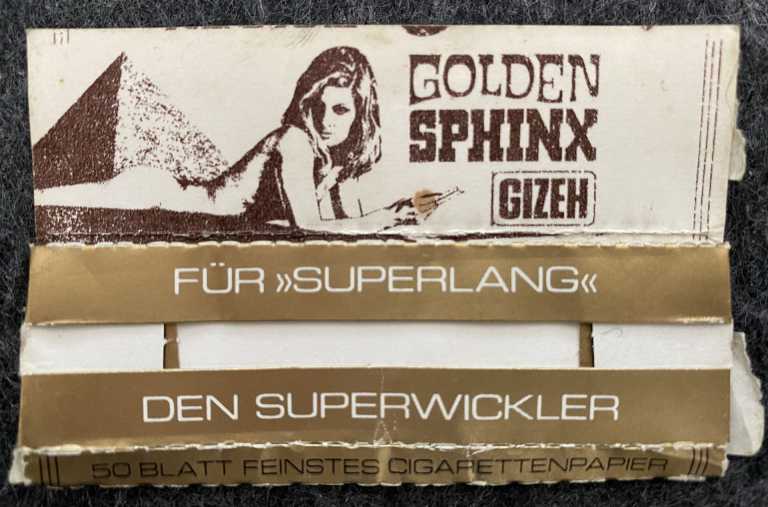 GOLDEN
SPHINX
GIZEH
FÜR »SUPERLANG«
DEN SUPERWICKLER
50 BLATT FEINSTES CIGARETTENPAPIER